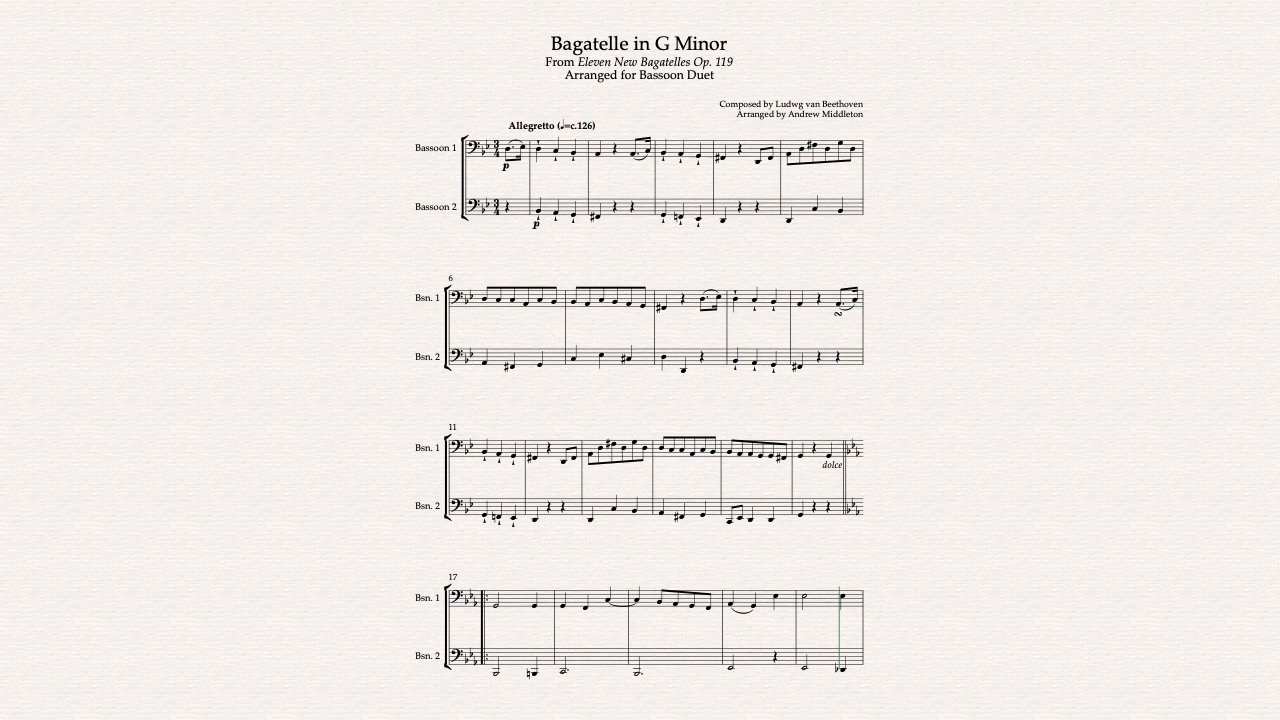 Bagatelle in G Minor
From Eleven New Bagatelles Op. 119
Arranged for Bassoon Duet
Composed by Ludwg van Beethoven
Arranged by Andrew Middleton
Allegretto (♩=c.126)
Bassoon 1
p
Bassoon 2
p
6
Bsn. 1
Bsn. 2
11
Bsn. 1
dolce
Bsn. 2
17
Bsn. 1
Bsn. 2